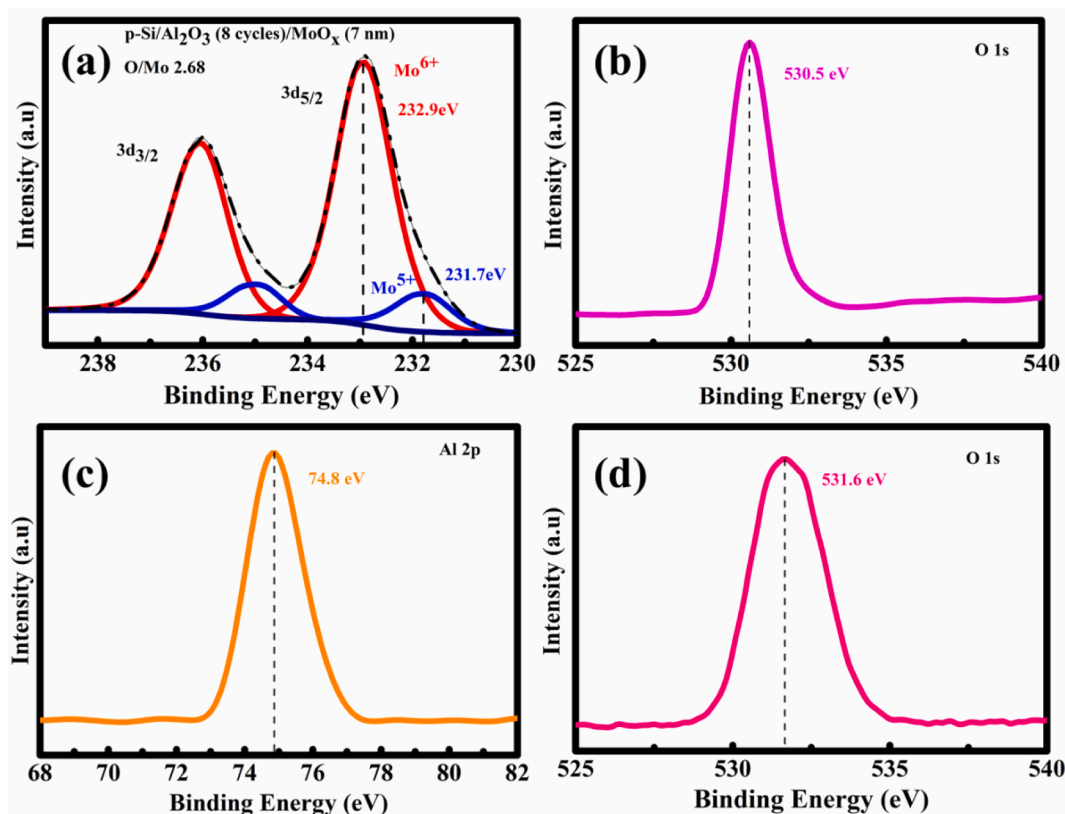 (a)
p-Si/Al₂O₃ (8 cycles)/MoOₓ (7 nm)
O/Mo 2.68
Mo⁶⁺
3d₅/₂
232.9eV
3d₃/₂
Mo⁵⁺
231.7eV
Intensity (a.u)
238 236 234 232 230
Binding Energy (eV)
(b)
O 1s
530.5 eV
Intensity (a.u)
525 530 535 540
Binding Energy (eV)
(c)
Al 2p
74.8 eV
Intensity (a.u)
68 70 72 74 76 78 80 82
Binding Energy (eV)
(d)
O 1s
531.6 eV
Intensity (a.u)
525 530 535 540
Binding Energy (eV)